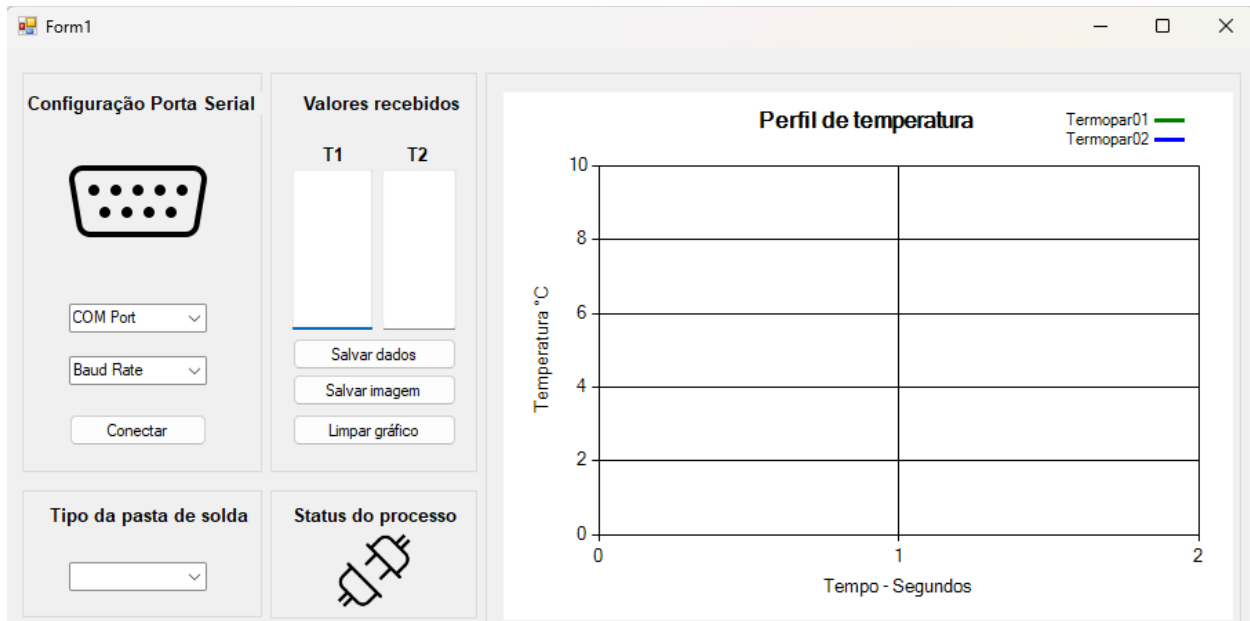 Form1
Configuração Porta Serial
COM Port
Baud Rate
Conectar
Valores recebidos
T1 T2
Salvar dados
Salvar imagem
Limpar gráfico
Tipo da pasta de solda
Status do processo
Perfil de temperatura
Termopar01
Termopar02
Temperatura °C
10
8
6
4
2
0
0 1 2
Tempo - Segundos